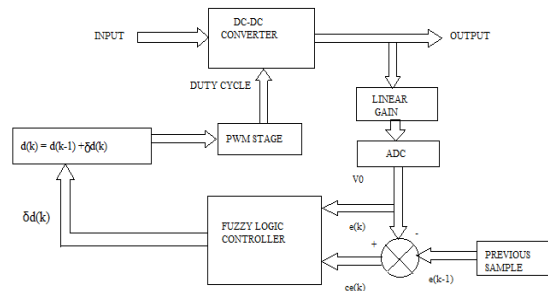 DC-DC
CONVERTER
INPUT
OUTPUT
DUTY CYCLE
LINEAR
GAIN
d(k) = d(k-1) +δd(k)
PWM STAGE
ADC
V0
δd(k)
FUZZY LOGIC
CONTROLLER
e(k)
-
+
PREVIOUS
SAMPLE
e(k-1)
ce(k)